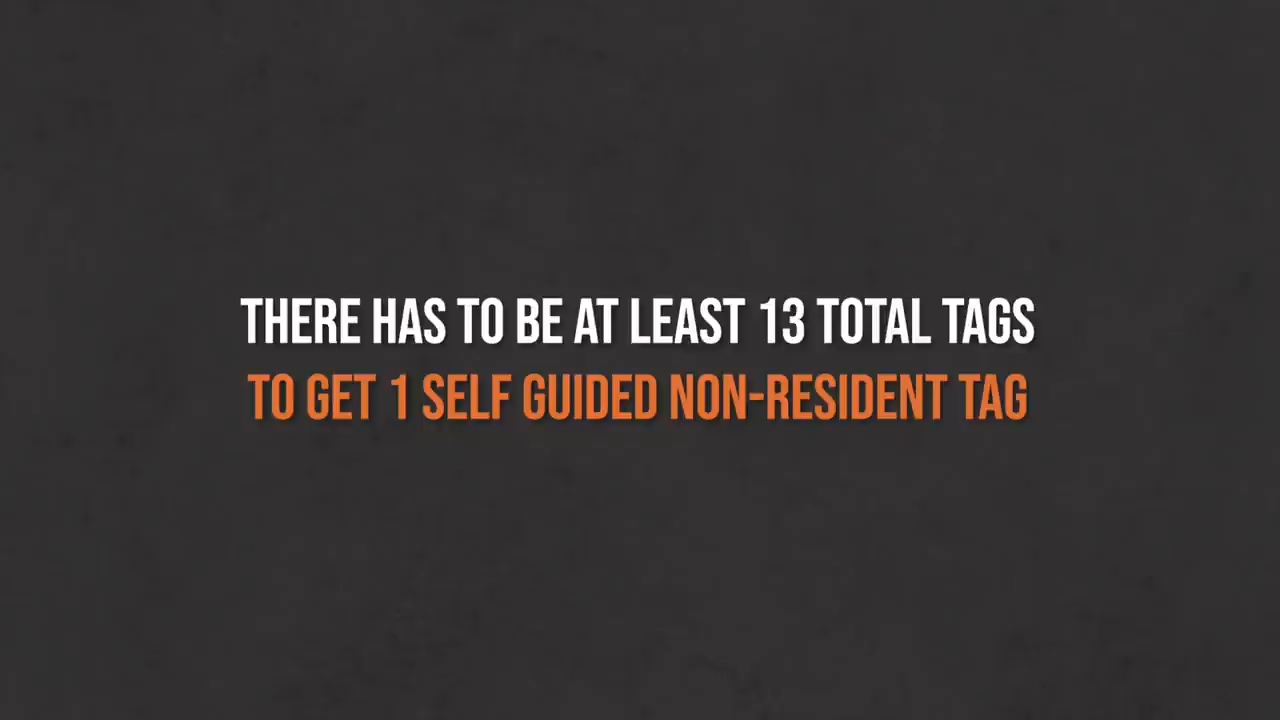 THERE HAS TO BE AT LEAST 13 TOTAL TAGS
TO GET 1 SELF GUIDED NON-RESIDENT TAG